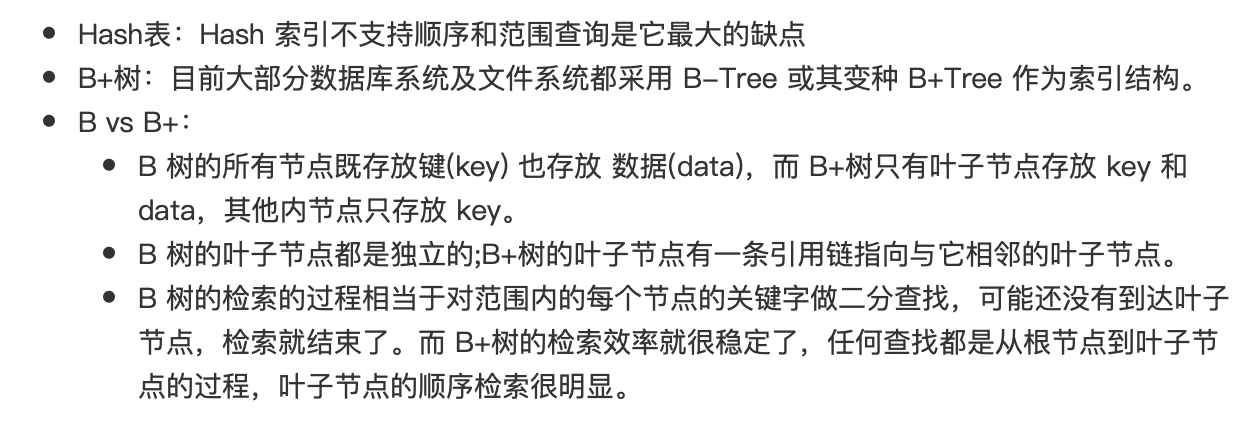 Hash表：Hash 索引不支持顺序和范围查询是它最大的缺点
B+树：目前大部分数据库系统及文件系统都采用 B-Tree 或其变种 B+Tree 作为索引结构。
B vs B+：
B 树的所有节点既存放键(key) 也存放 数据(data)，而 B+树只有叶子节点存放 key 和
data，其他内节点只存放 key。
B 树的叶子节点都是独立的;B+树的叶子节点有一条引用链指向与它相邻的叶子节点。
B 树的检索的过程相当于对范围内的每个节点的关键字做二分查找，可能还没有到达叶子
节点，检索就结束了。而 B+树的检索效率就很稳定了，任何查找都是从根节点到叶子节
点的过程，叶子节点的顺序检索很明显。